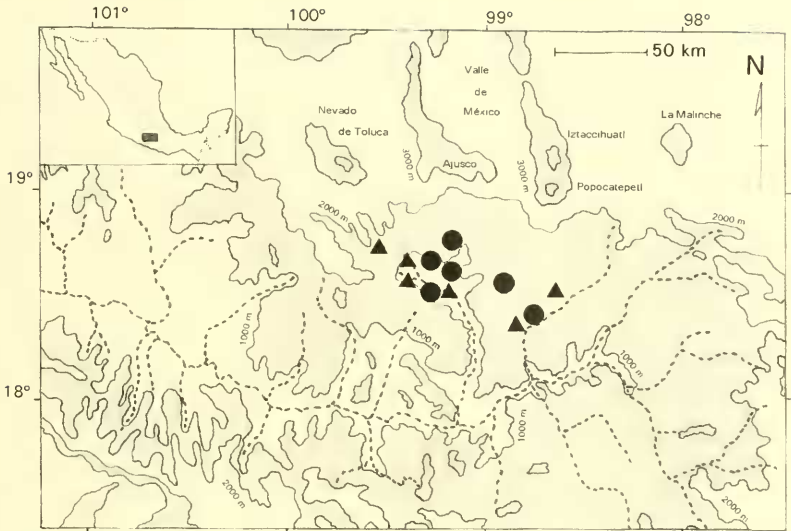 101°
100°
99°
98°
50 km
N
Valle
de
México
Nevado
de Toluca
3000 m
Ajusco
3000 m
Iztaccíhuatl
Popocatepetl
La Malinche
19°
2000 m
2000 m
1000 m
1000 m
1000 m
18°
1000 m
2000 m
2000 m